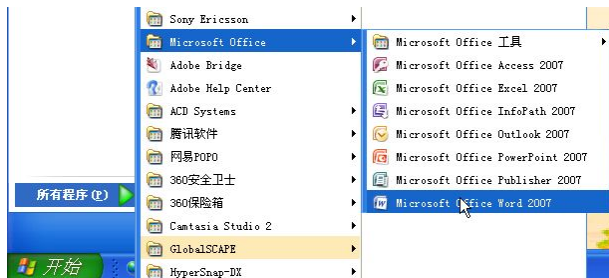 Sony Ericsson
Microsoft Office
Adobe Bridge
Adobe Help Center
ACD Systems
腾讯软件
网易POPO
360安全卫士
360保险箱
Camtasia Studio 2
GlobalSCAPE
HyperSnap-DX
Microsoft Office 工具
Microsoft Office Access 2007
Microsoft Office Excel 2007
Microsoft Office InfoPath 2007
Microsoft Office Outlook 2007
Microsoft Office PowerPoint 2007
Microsoft Office Publisher 2007
Microsoft Office Word 2007
所有程序(P)
开始